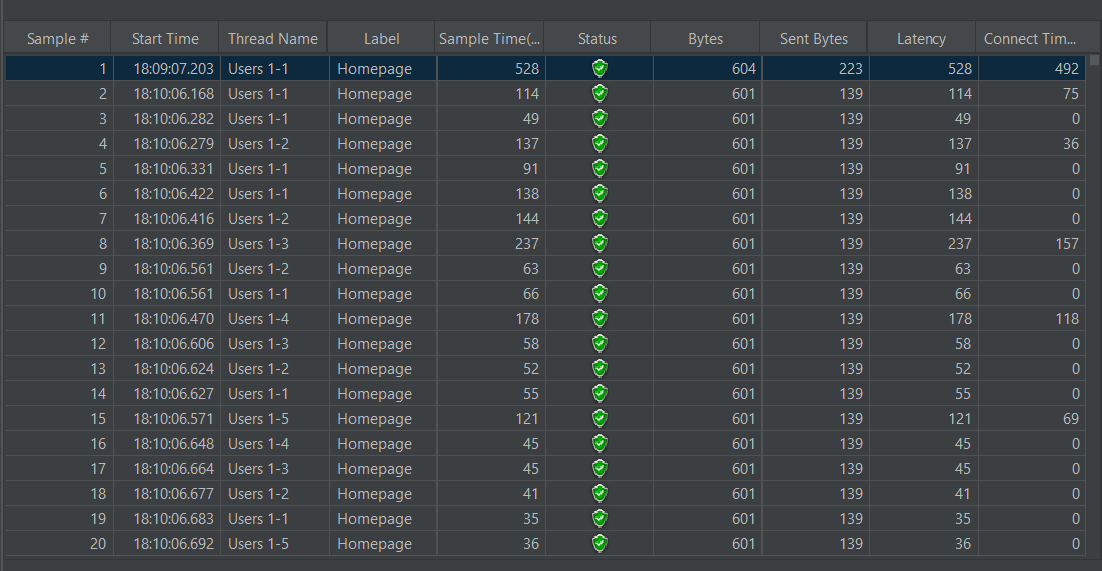 Sample # Start Time Thread Name Label Sample Time(... Status Bytes Sent Bytes Latency Connect Tim...
1 18:09:07.203 Users 1-1 Homepage 528 604 223 528 492
2 18:10:06.168 Users 1-1 Homepage 114 601 139 114 75
3 18:10:06.282 Users 1-1 Homepage 49 601 139 49 0
4 18:10:06.279 Users 1-2 Homepage 137 601 139 137 36
5 18:10:06.331 Users 1-1 Homepage 91 601 139 91 0
6 18:10:06.422 Users 1-1 Homepage 138 601 139 138 0
7 18:10:06.416 Users 1-2 Homepage 144 601 139 144 0
8 18:10:06.369 Users 1-3 Homepage 237 601 139 237 157
9 18:10:06.561 Users 1-2 Homepage 63 601 139 63 0
10 18:10:06.561 Users 1-1 Homepage 66 601 139 66 0
11 18:10:06.470 Users 1-4 Homepage 178 601 139 178 118
12 18:10:06.606 Users 1-3 Homepage 58 601 139 58 0
13 18:10:06.624 Users 1-2 Homepage 52 601 139 52 0
14 18:10:06.627 Users 1-1 Homepage 55 601 139 55 0
15 18:10:06.571 Users 1-5 Homepage 121 601 139 121 69
16 18:10:06.648 Users 1-4 Homepage 45 601 139 45 0
17 18:10:06.664 Users 1-3 Homepage 45 601 139 45 0
18 18:10:06.677 Users 1-2 Homepage 41 601 139 41 0
19 18:10:06.683 Users 1-1 Homepage 35 601 139 35 0
20 18:10:06.692 Users 1-5 Homepage 36 601 139 36 0